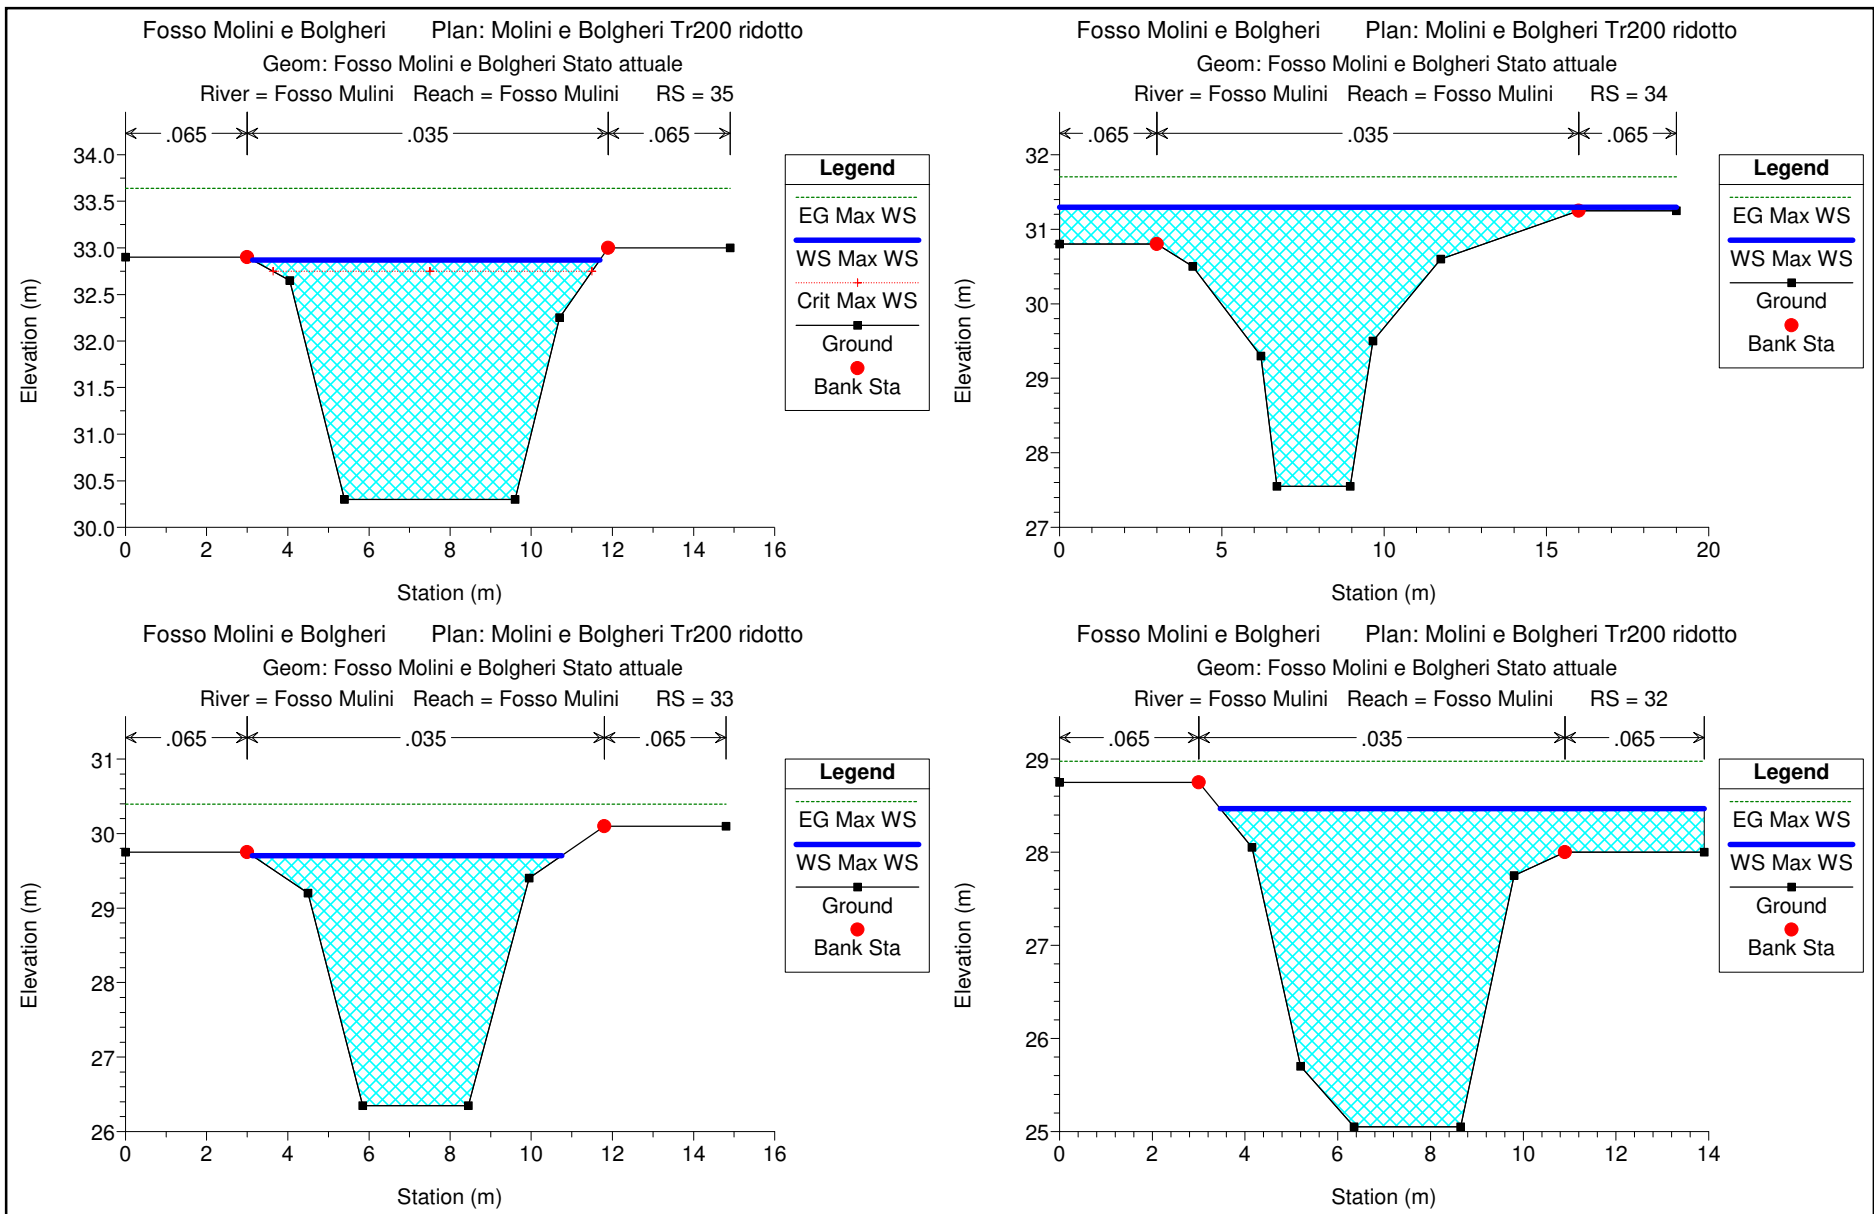 Fosso Molini e Bolgheri Plan: Molini e Bolgheri Tr200 ridotto
Geom: Fosso Molini e Bolgheri Stato attuale
River = Fosso Mulini Reach = Fosso Mulini RS = 35
.065 .035 .065
34.0
33.5
33.0
32.5
32.0
31.5
31.0
30.5
30.0
Elevation (m)
0 2 4 6 8 10 12 14 16
Station (m)
Legend
EG Max WS
WS Max WS
Crit Max WS
Ground
Bank Sta
Fosso Molini e Bolgheri Plan: Molini e Bolgheri Tr200 ridotto
Geom: Fosso Molini e Bolgheri Stato attuale
River = Fosso Mulini Reach = Fosso Mulini RS = 34
.065 .035 .065
32
31
30
29
28
27
Elevation (m)
0 5 10 15 20
Station (m)
Legend
EG Max WS
WS Max WS
Ground
Bank Sta
Fosso Molini e Bolgheri Plan: Molini e Bolgheri Tr200 ridotto
Geom: Fosso Molini e Bolgheri Stato attuale
River = Fosso Mulini Reach = Fosso Mulini RS = 33
.065 .035 .065
31
30
29
28
27
26
Elevation (m)
0 2 4 6 8 10 12 14 16
Station (m)
Legend
EG Max WS
WS Max WS
Ground
Bank Sta
Fosso Molini e Bolgheri Plan: Molini e Bolgheri Tr200 ridotto
Geom: Fosso Molini e Bolgheri Stato attuale
River = Fosso Mulini Reach = Fosso Mulini RS = 32
.065 .035 .065
29
28
27
26
25
Elevation (m)
0 2 4 6 8 10 12 14
Station (m)
Legend
EG Max WS
WS Max WS
Ground
Bank Sta